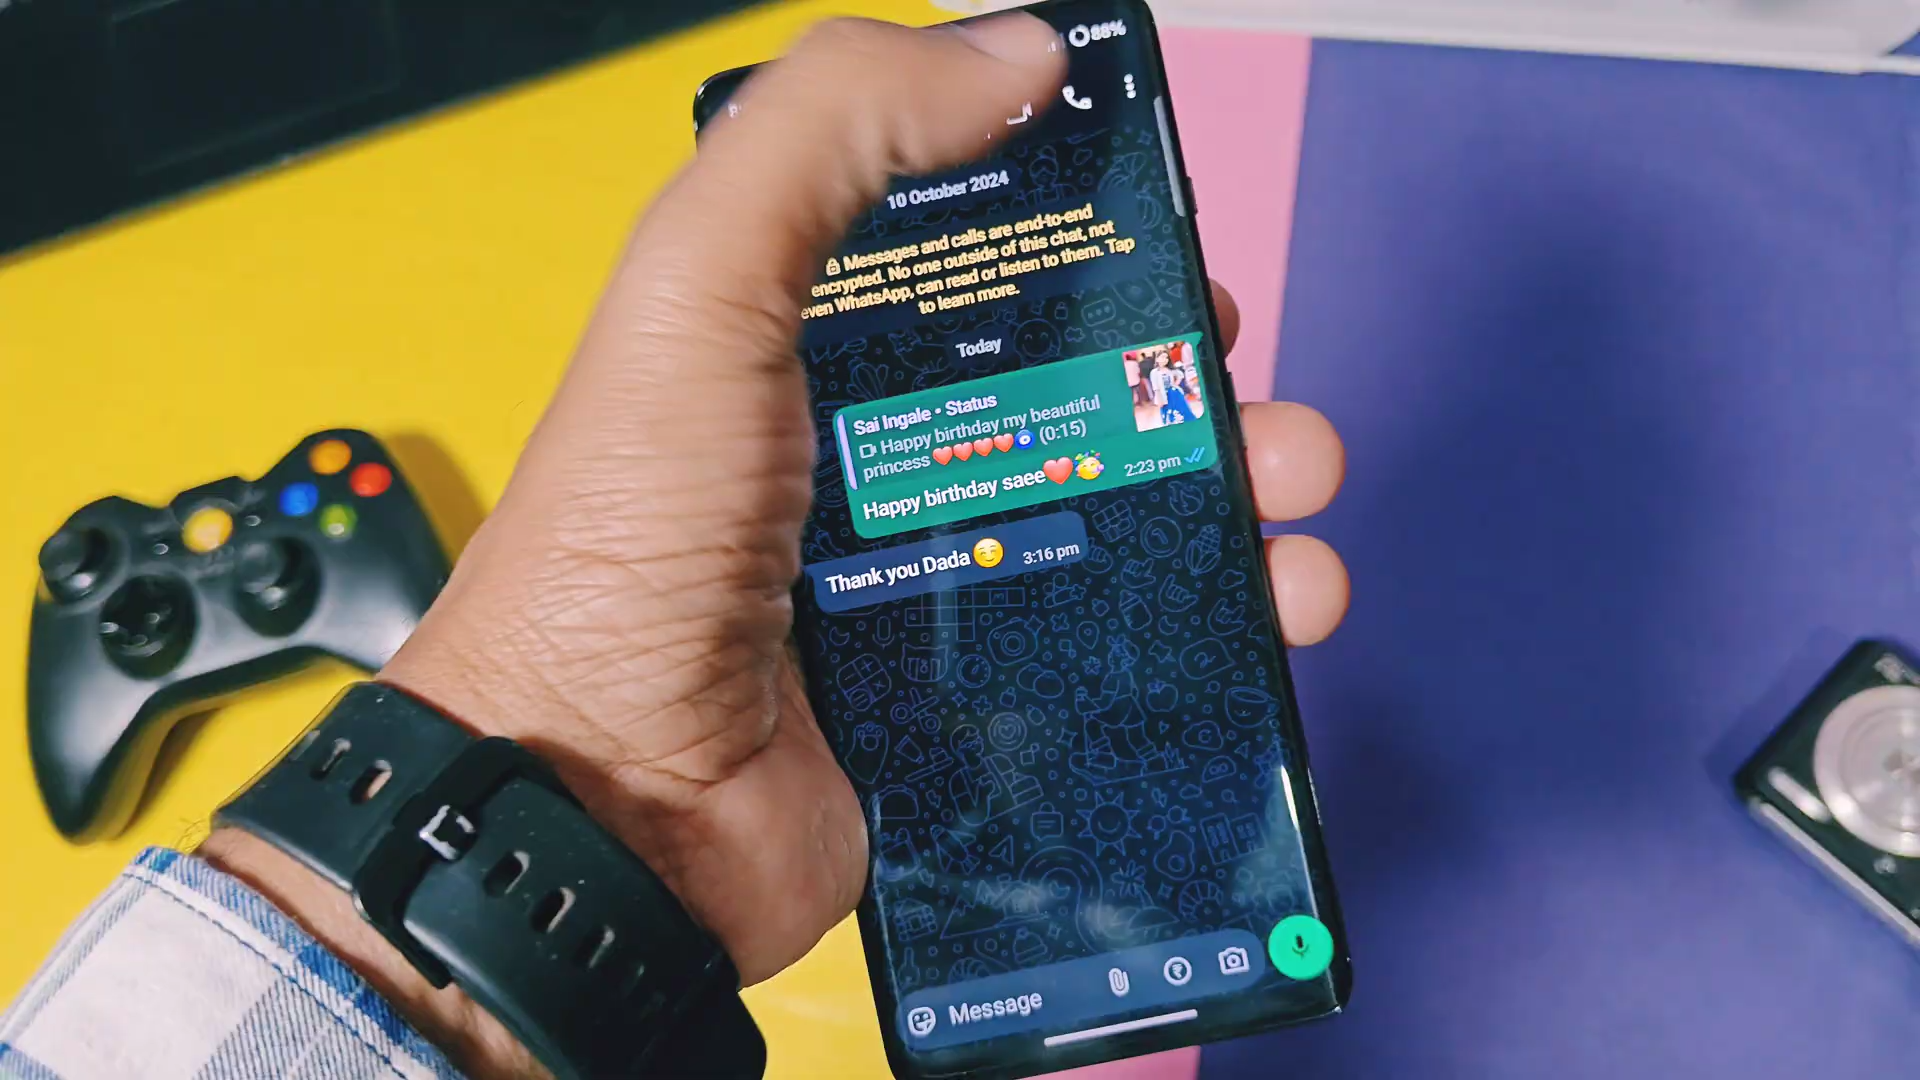 88%
10 October 2024
Messages and calls are end-to-end
encrypted. No one outside of this chat, not
even WhatsApp, can read or listen to them. Tap
to learn more.
Today
Sai Ingale • Status
Happy birthday my beautiful
princess ❤️❤️❤️❤️🧿 (0:15)
Happy birthday saee❤️🥳 2:23 pm
Thank you Dada☺️ 3:16 pm
Message